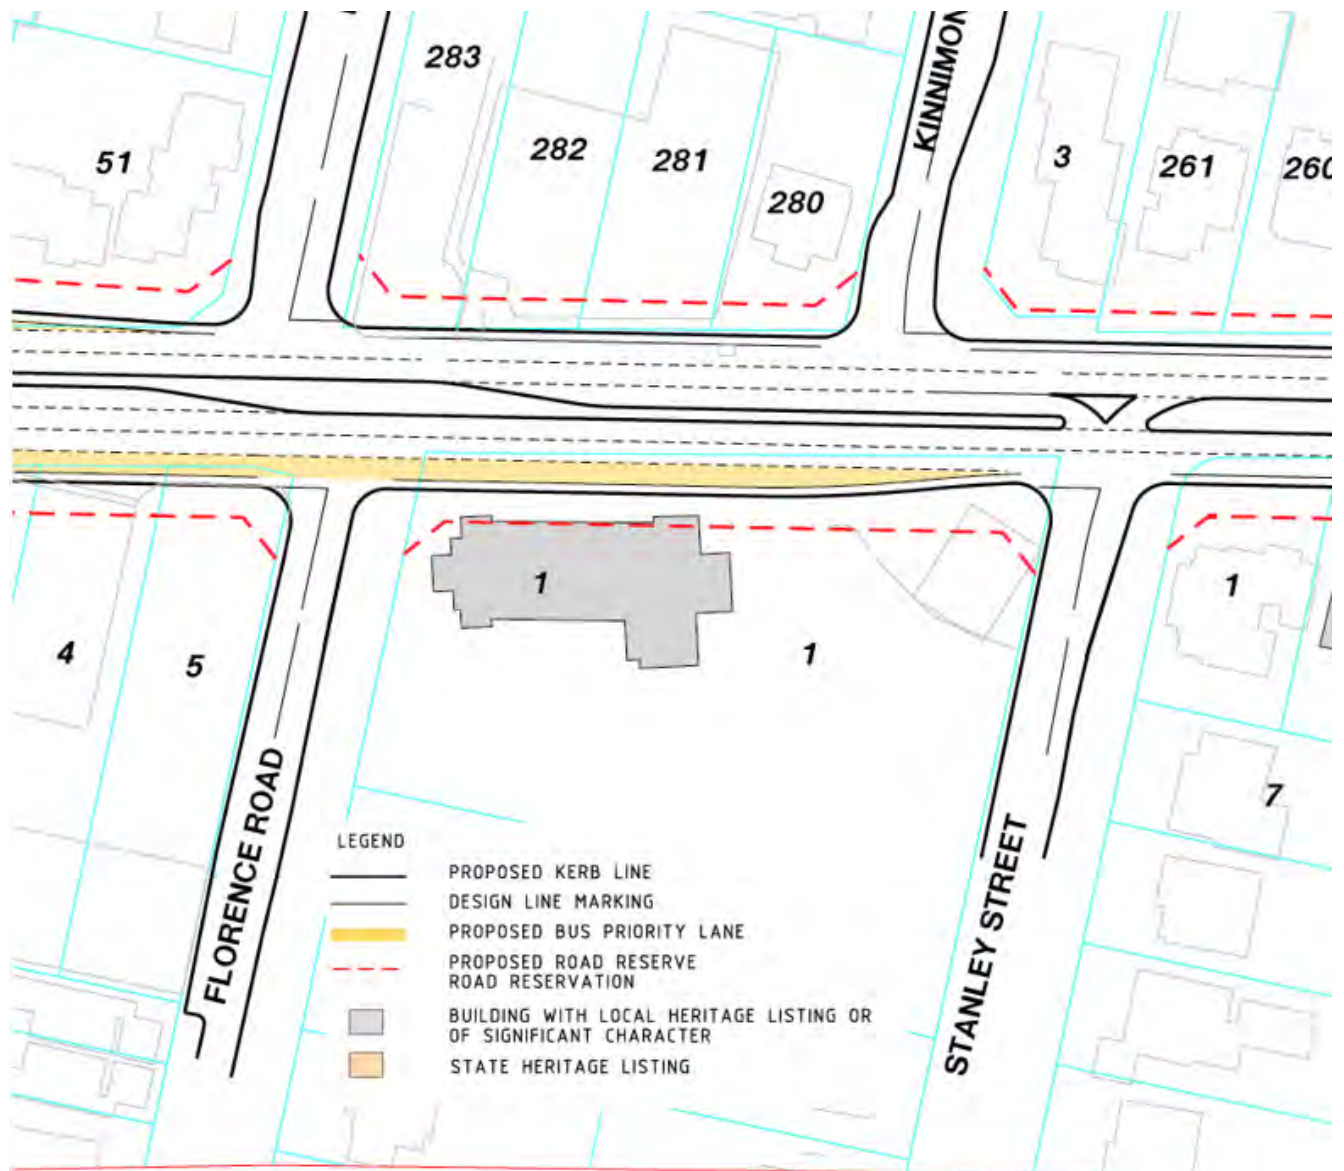 283
51
282
281
280
3
261
260
1
1
1
4
5
7
FLORENCE ROAD
STANLEY STREET
LEGEND
PROPOSED KERB LINE
DESIGN LINE MARKING
PROPOSED BUS PRIORITY LANE
PROPOSED ROAD RESERVE
ROAD RESERVATION
BUILDING WITH LOCAL HERITAGE LISTING OR
OF SIGNIFICANT CHARACTER
STATE HERITAGE LISTING